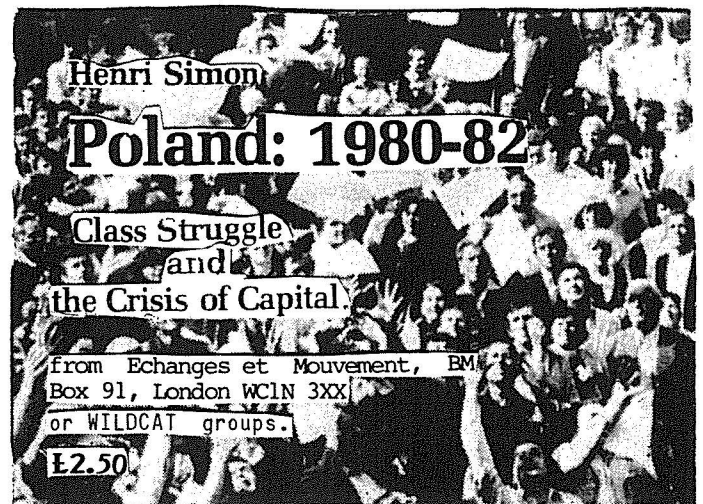 Henri Simon
Poland: 1980-82
Class Struggle
and
the Crisis of Capital.
from Echanges et Mouvement, BM
Box 91, London WC1N 3XX
or WILDCAT groups.
£2.50